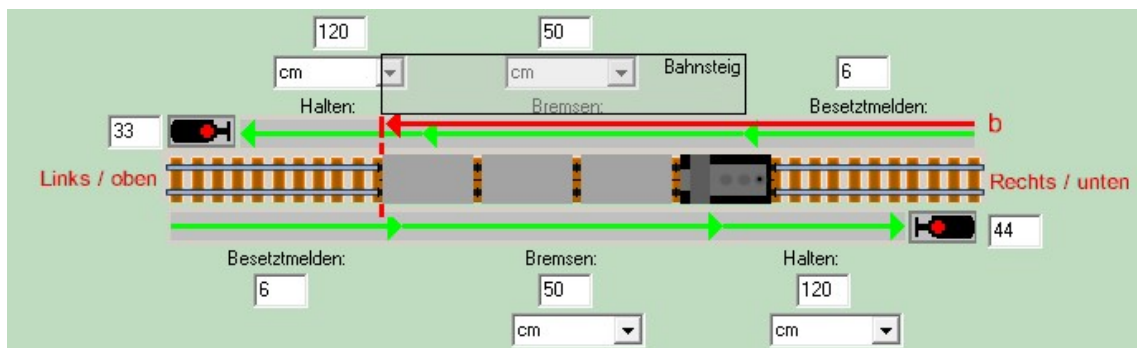 120 50
cm cm Bahnsteig 6
Halten: Bremsen: Besetztmelden:
33 b
Links / oben Rechts / unten
44
Besetztmelden: Bremsen: Halten:
6 50 120
cm cm